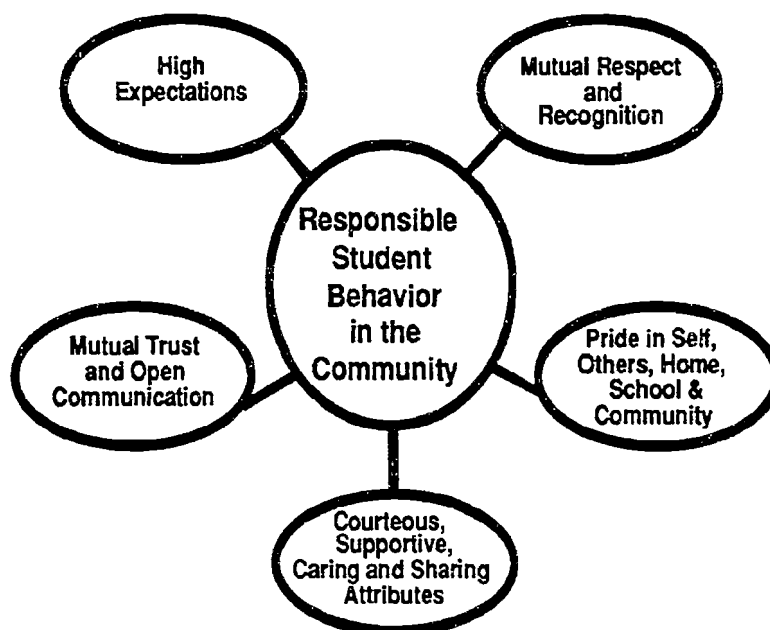 High
Expectations
Mutual Respect
and
Recognition
Responsible
Student
Behavior
in the
Community
Mutual Trust
and Open
Communication
Pride in Self,
Others, Home,
School &
Community
Courteous,
Supportive,
Caring and Sharing
Attributes